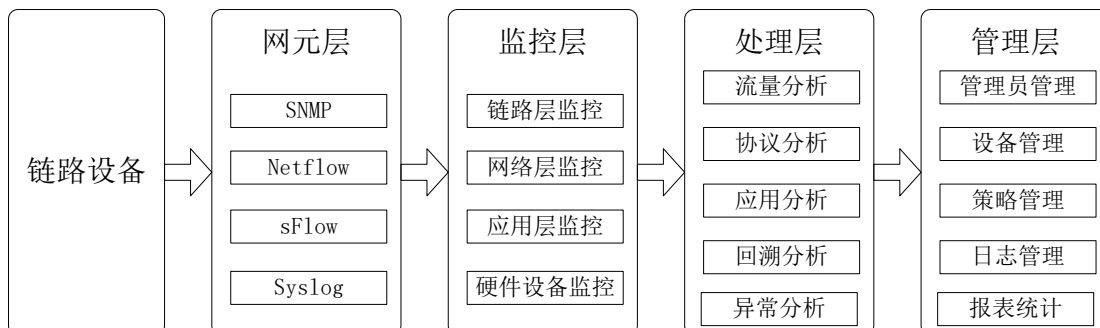 链路设备
网元层
SNMP
Netflow
sFlow
Syslog
监控层
链路层监控
网络层监控
应用层监控
硬件设备监控
处理层
流量分析
协议分析
应用分析
回溯分析
异常分析
管理层
管理员管理
设备管理
策略管理
日志管理
报表统计